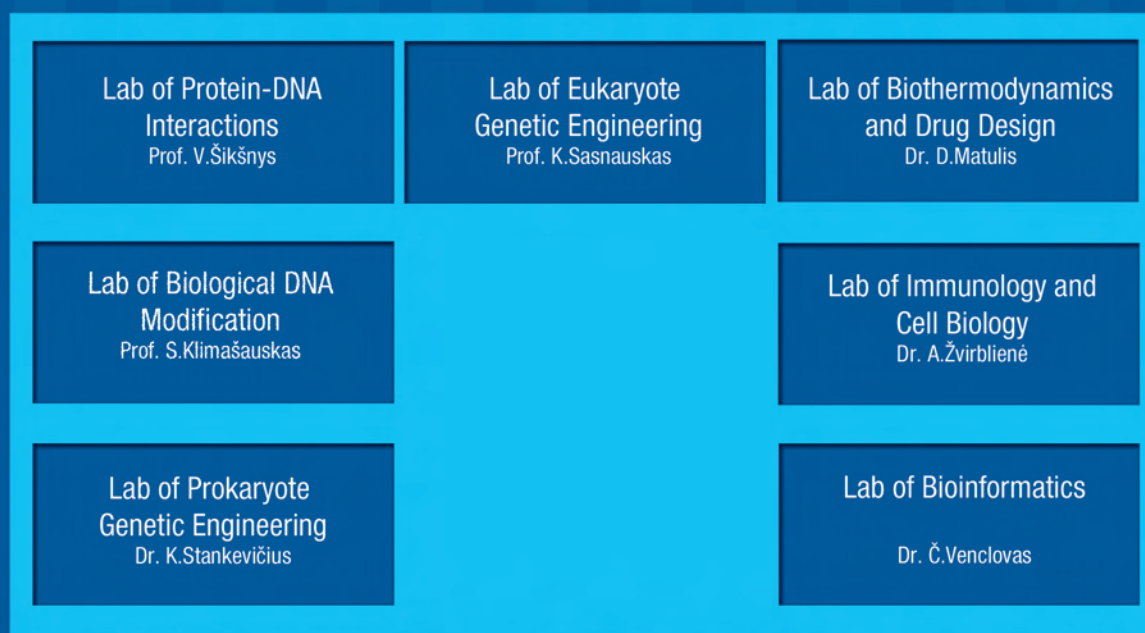 Lab of Protein-DNA
Interactions
Prof. V.Šikšnys
Lab of Eukaryote
Genetic Engineering
Prof. K.Sasnauskas
Lab of Biothermodynamics
and Drug Design
Dr. D.Matulis
Lab of Biological DNA
Modification
Prof. S.Klimašauskas
Lab of Immunology and
Cell Biology
Dr. A.Žvirblienė
Lab of Prokaryote
Genetic Engineering
Dr. K.Stankevičius
Lab of Bioinformatics
Dr. Č.Venclovas